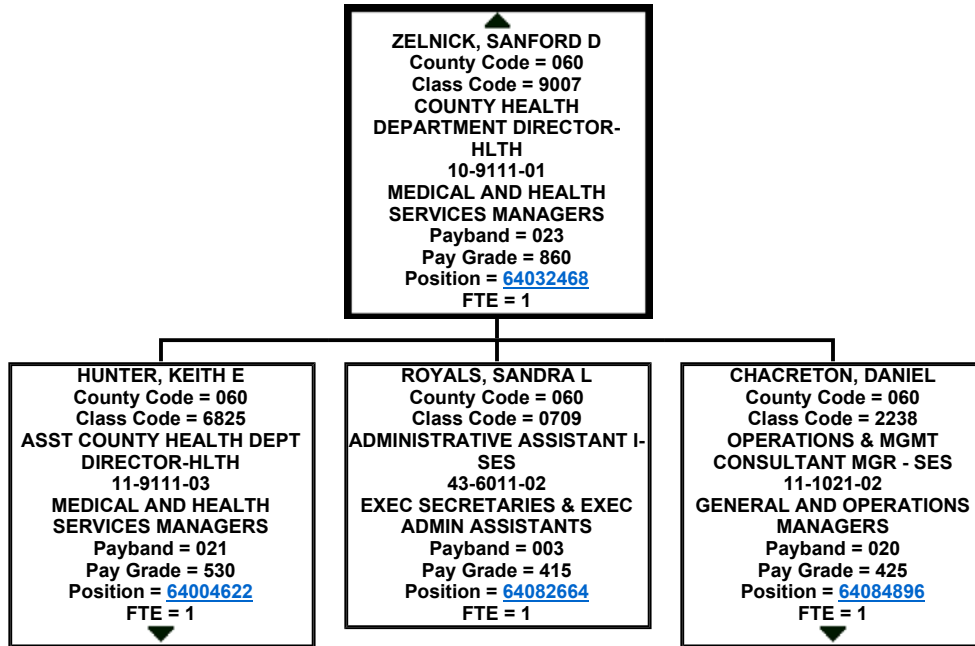 ZELNICK, SANFORD D
County Code = 060
Class Code = 9007
COUNTY HEALTH
DEPARTMENT DIRECTOR-
HLTH
10-9111-01
MEDICAL AND HEALTH
SERVICES MANAGERS
Payband = 023
Pay Grade = 860
Position = 64032468
FTE = 1
HUNTER, KEITH E
County Code = 060
Class Code = 6825
ASST COUNTY HEALTH DEPT
DIRECTOR-HLTH
11-9111-03
MEDICAL AND HEALTH
SERVICES MANAGERS
Payband = 021
Pay Grade = 530
Position = 64004622
FTE = 1
ROYALS, SANDRA L
County Code = 060
Class Code = 0709
ADMINISTRATIVE ASSISTANT I-
SES
43-6011-02
EXEC SECRETARIES & EXEC
ADMIN ASSISTANTS
Payband = 003
Pay Grade = 415
Position = 64082664
FTE = 1
CHACRETON, DANIEL
County Code = 060
Class Code = 2238
OPERATIONS & MGMT
CONSULTANT MGR - SES
11-1021-02
GENERAL AND OPERATIONS
MANAGERS
Payband = 020
Pay Grade = 425
Position = 64084896
FTE = 1